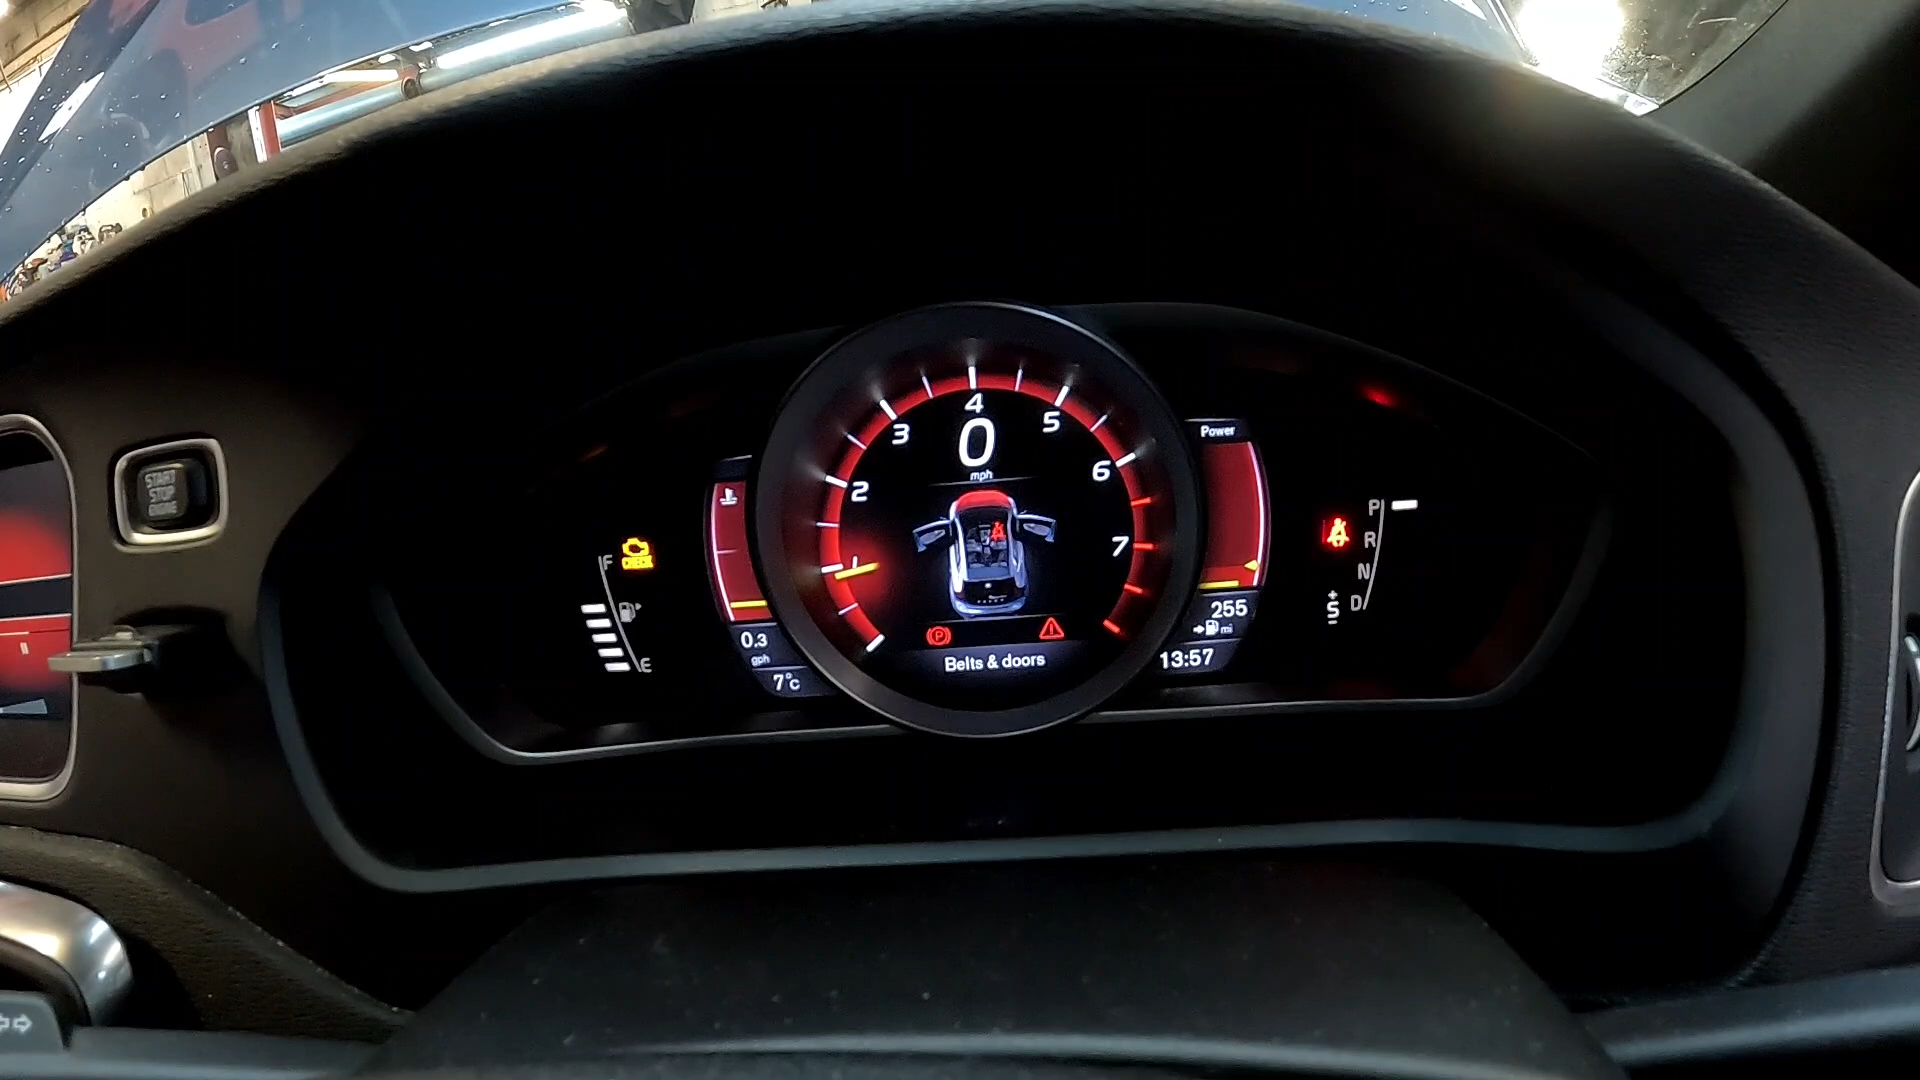 START
STOP
ENGINE
F
CHECK
E
0.3
gph
7°C
1
2
3
4
5
6
7
0
mph
P
Belts & doors
Power
255
mi
13:57
P
R
N
D
+
S
−